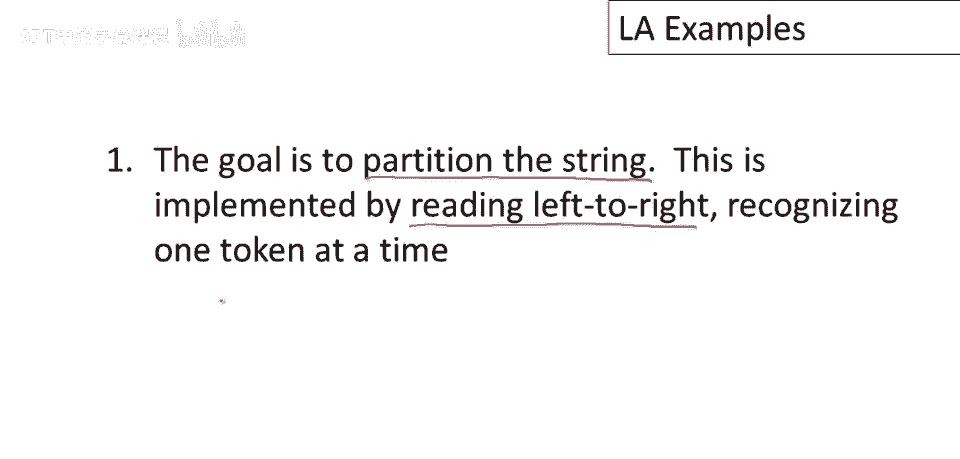 LA Examples
1. The goal is to partition the string. This is
implemented by reading left-to-right, recognizing
one token at a time